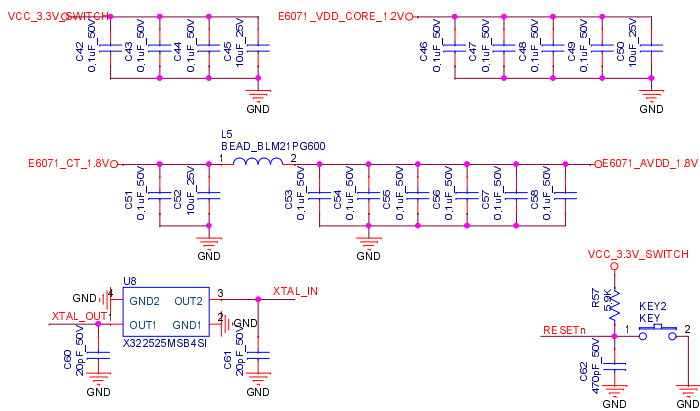 VCC_3.3V_SWITCH
C42
0.1uF_50V
C43
0.1uF_50V
C44
0.1uF_50V
C45
10uF_25V
GND
E6071_VDD_CORE_1.2V
C46
0.1uF_50V
C47
0.1uF_50V
C48
0.1uF_50V
C49
0.1uF_50V
C50
10uF_25V
GND
E6071_CT_1.8V
L5
BEAD_BLM21PG600
1
2
E6071_AVDD_1.8V
C51
0.1uF_50V
C52
10uF_25V
GND
C53
0.1uF_50V
C54
0.1uF_50V
C55
0.1uF_50V
C56
0.1uF_50V
C57
0.1uF_50V
C58
0.1uF_50V
GND
U8
GND
4
GND2
OUT2
3
XTAL_IN
XTAL_OUT
1
OUT1
GND1
2
GND
X322525MSB4SI
C60
20pF_50V
GND
C61
20pF_50V
GND
VCC_3.3V_SWITCH
R57
5.9K
KEY2
KEY
RESETn
1
2
C62
470pF_50V
GND
GND